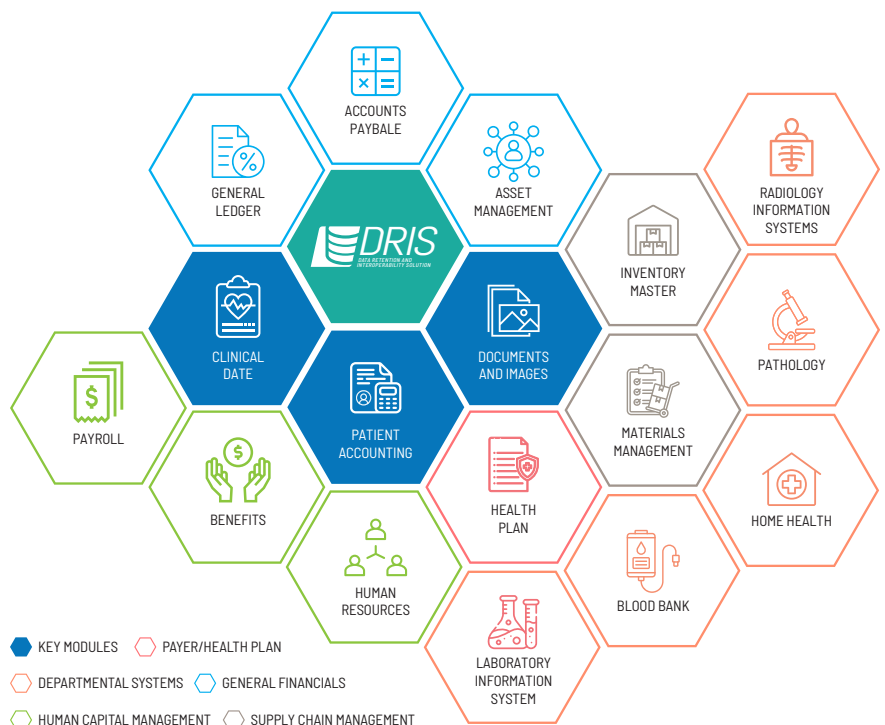 ACCOUNTS
PAYBALE
GENERAL
LEDGER
ASSET
MANAGEMENT
RADIOLOGY
INFORMATION
SYSTEMS
DRIS
DATA RETENTION AND
INTEROPERABILITY SOLUTION
INVENTORY
MASTER
CLINICAL
DATE
DOCUMENTS
AND IMAGES
PATHOLOGY
PAYROLL
PATIENT
ACCOUNTING
MATERIALS
MANAGEMENT
BENEFITS
HEALTH
PLAN
HOME HEALTH
HUMAN
RESOURCES
BLOOD BANK
LABORATORY
INFORMATION
SYSTEM
KEY MODULES
PAYER/HEALTH PLAN
DEPARTMENTAL SYSTEMS
GENERAL FINANCIALS
HUMAN CAPITAL MANAGEMENT
SUPPLY CHAIN MANAGEMENT